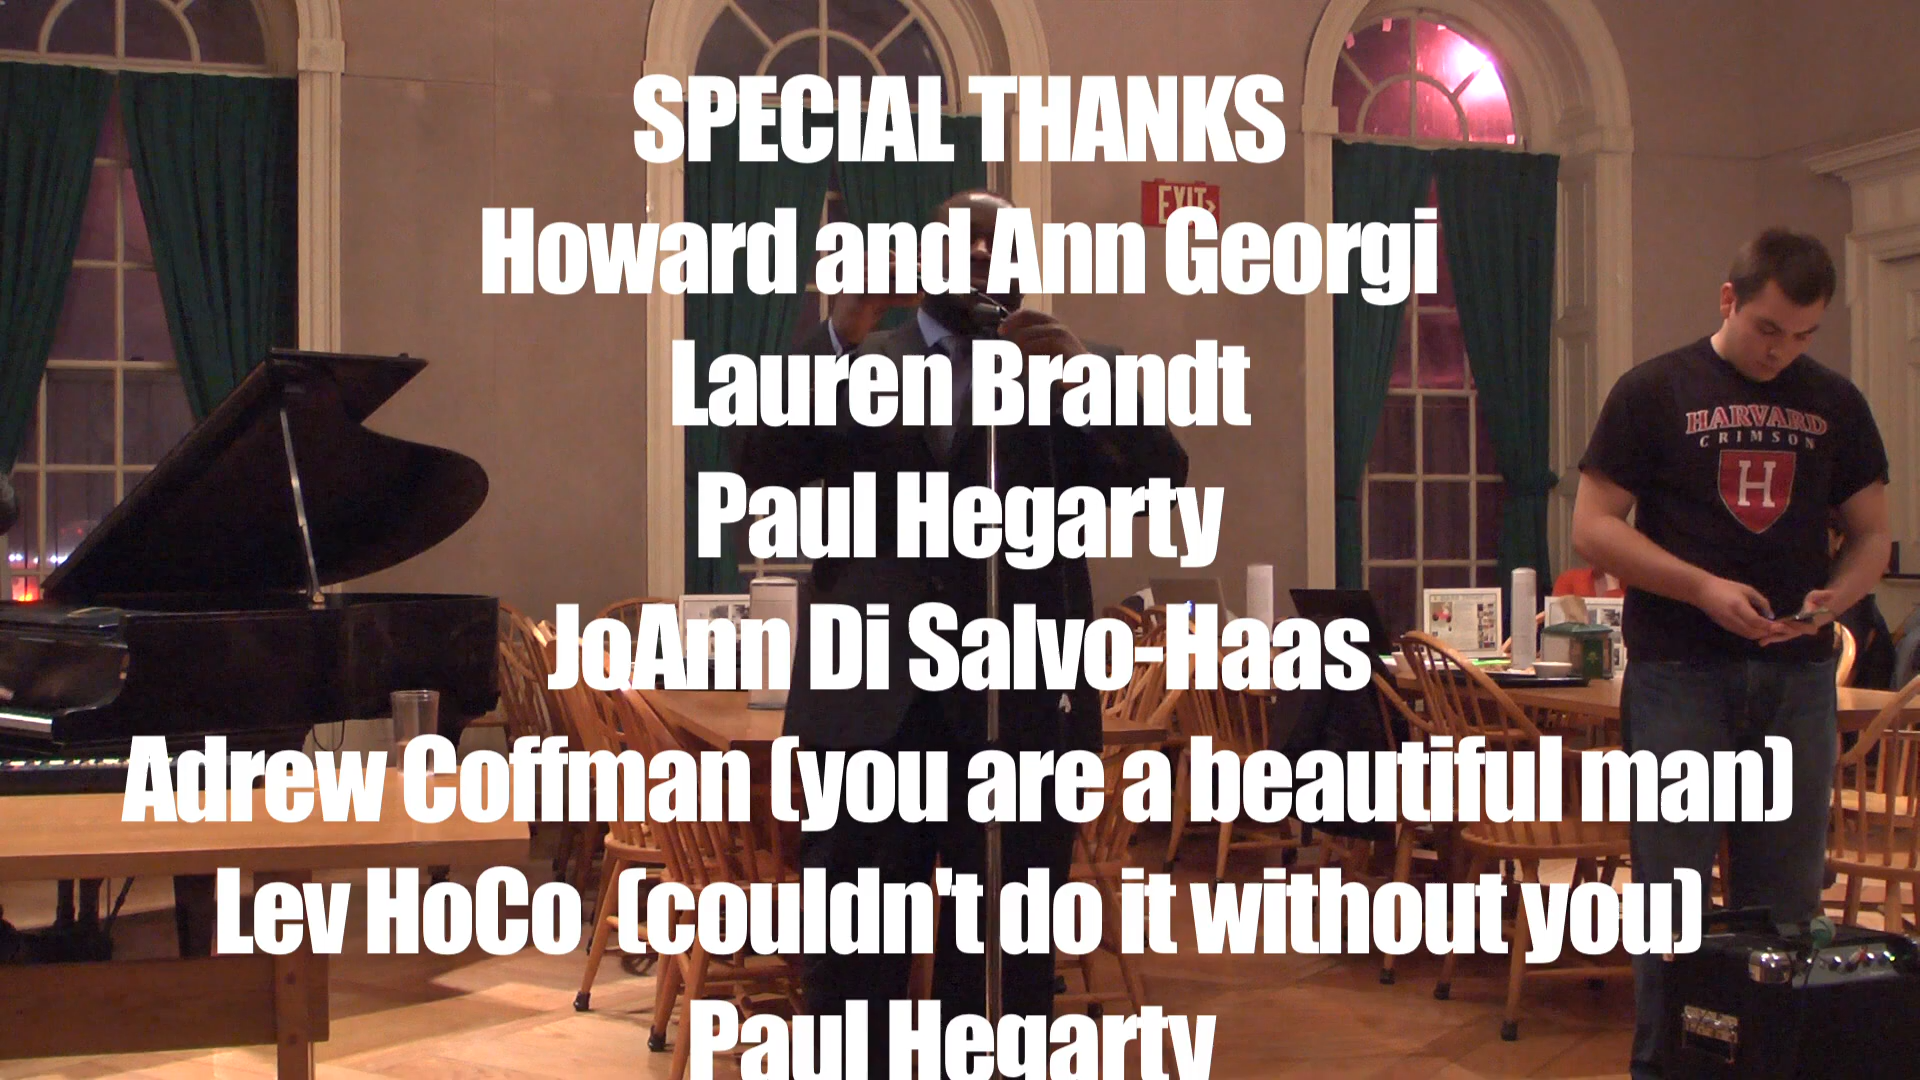 SPECIAL THANKS
Howard and Ann Georgi
EXIT
Lauren Brandt
HARVARD
CRIMSON
H
Paul Hegarty
JoAnn Di Salvo-Haas
Adrew Coffman (you are a beautiful man)
Lev HoCo (couldn't do it without you)
Paul Hegarty